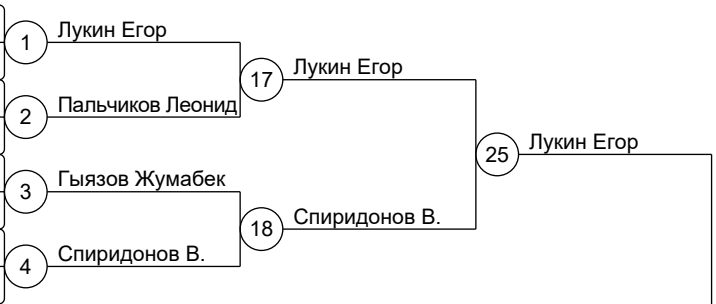 1 Лукин Егор
17 Лукин Егор
2 Пальчиков Леонид
25 Лукин Егор
3 Гыязов Жумабек
18 Спиридонов В.
4 Спиридонов В.